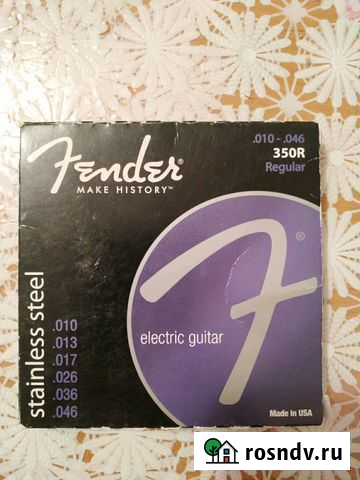 .010 - .046
350R
Regular
Fender
MAKE HISTORY™
stainless steel
.010
.013
.017
.026
.036
.046
electric guitar
F
Made in USA
rosndv.ru